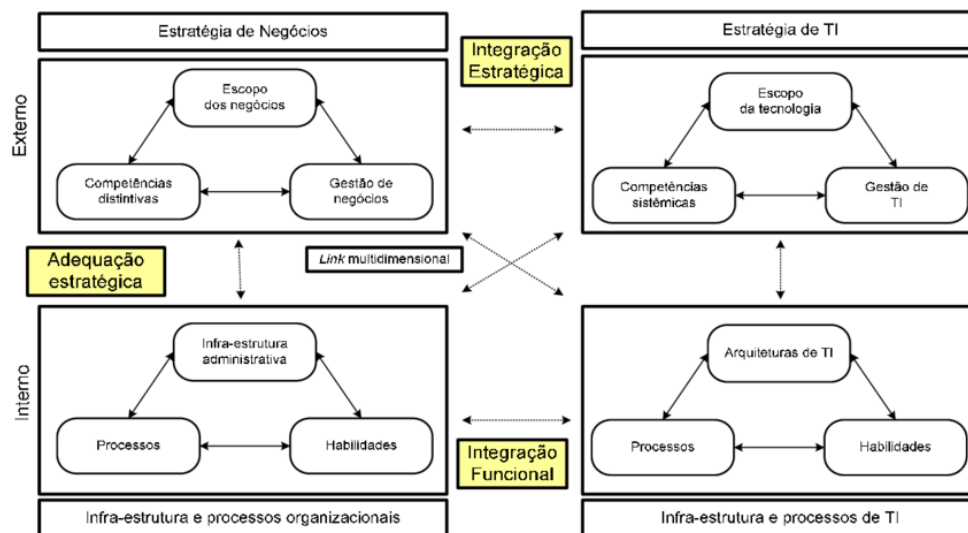 Estratégia de Negócios
Integração
Estratégica
Estratégia de TI
Externo
Escopo
dos negócios
Competências
distintivas
Gestão de
negócios
Escopo
da tecnologia
Competências
sistêmicas
Gestão de
TI
Adequação
estratégica
Link multidimensional
Interno
Infra-estrutura
administrativa
Processos
Habilidades
Arquiteturas de TI
Processos
Habilidades
Integração
Funcional
Infra-estrutura e processos organizacionais
Infra-estrutura e processos de TI